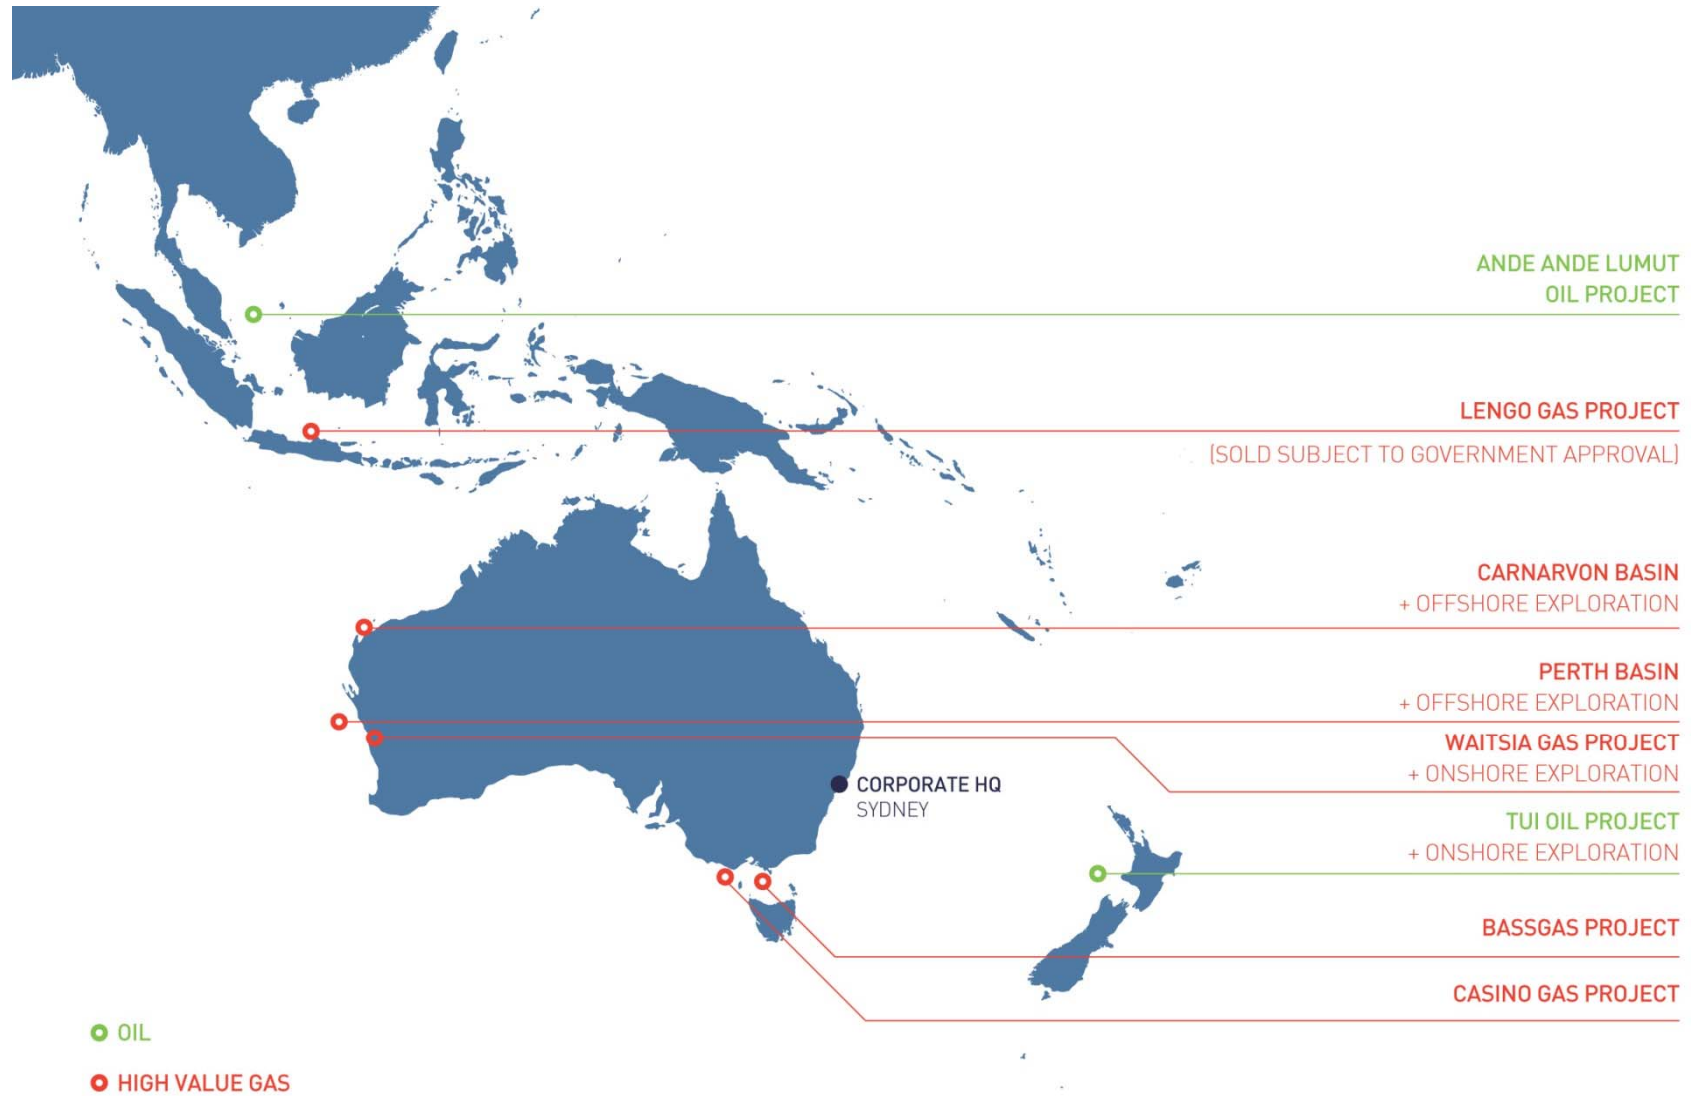 ANDE ANDE LUMUT
OIL PROJECT
LENGO GAS PROJECT
(SOLD SUBJECT TO GOVERNMENT APPROVAL)
CARNARVON BASIN
+ OFFSHORE EXPLORATION
PERTH BASIN
+ OFFSHORE EXPLORATION
WAITSIA GAS PROJECT
+ ONSHORE EXPLORATION
CORPORATE HQ
SYDNEY
TUI OIL PROJECT
+ ONSHORE EXPLORATION
BASSGAS PROJECT
CASINO GAS PROJECT
OIL
HIGH VALUE GAS